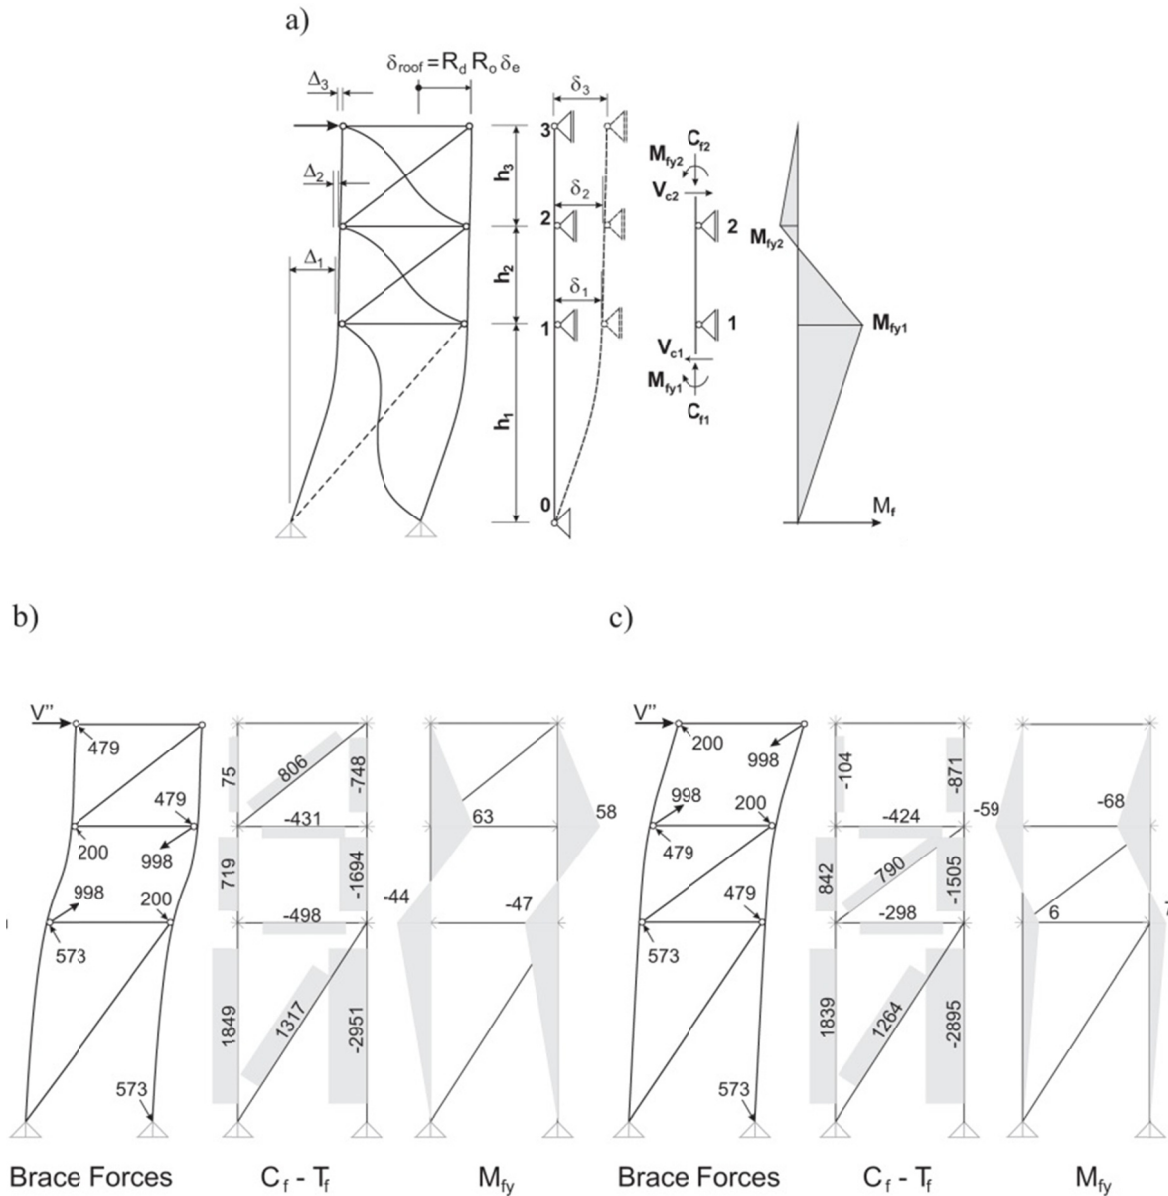 a)
δroof = Rd Ro δe
Δ3
δ3
3
Cf2
Mfy2
h3
Δ2
δ2
Vc2
2
2
Mfy2
Δ1
h2
δ1
1
1
Mfy1
Vc1
Mfy1
Cf1
h1
0
Mf
b)
c)
V''
479
75
806
-748
479
998
200
-431
63
58
719
-1694
998
200
-498
-44
-47
573
1849
1317
-2951
573
Brace Forces
Cf - Tf
Mfy
V''
200
998
-104
-871
998
200
-424
-59
-68
479
842
790
-1505
479
-298
6
573
1839
1264
-2895
573
Brace Forces
Cf - Tf
Mfy